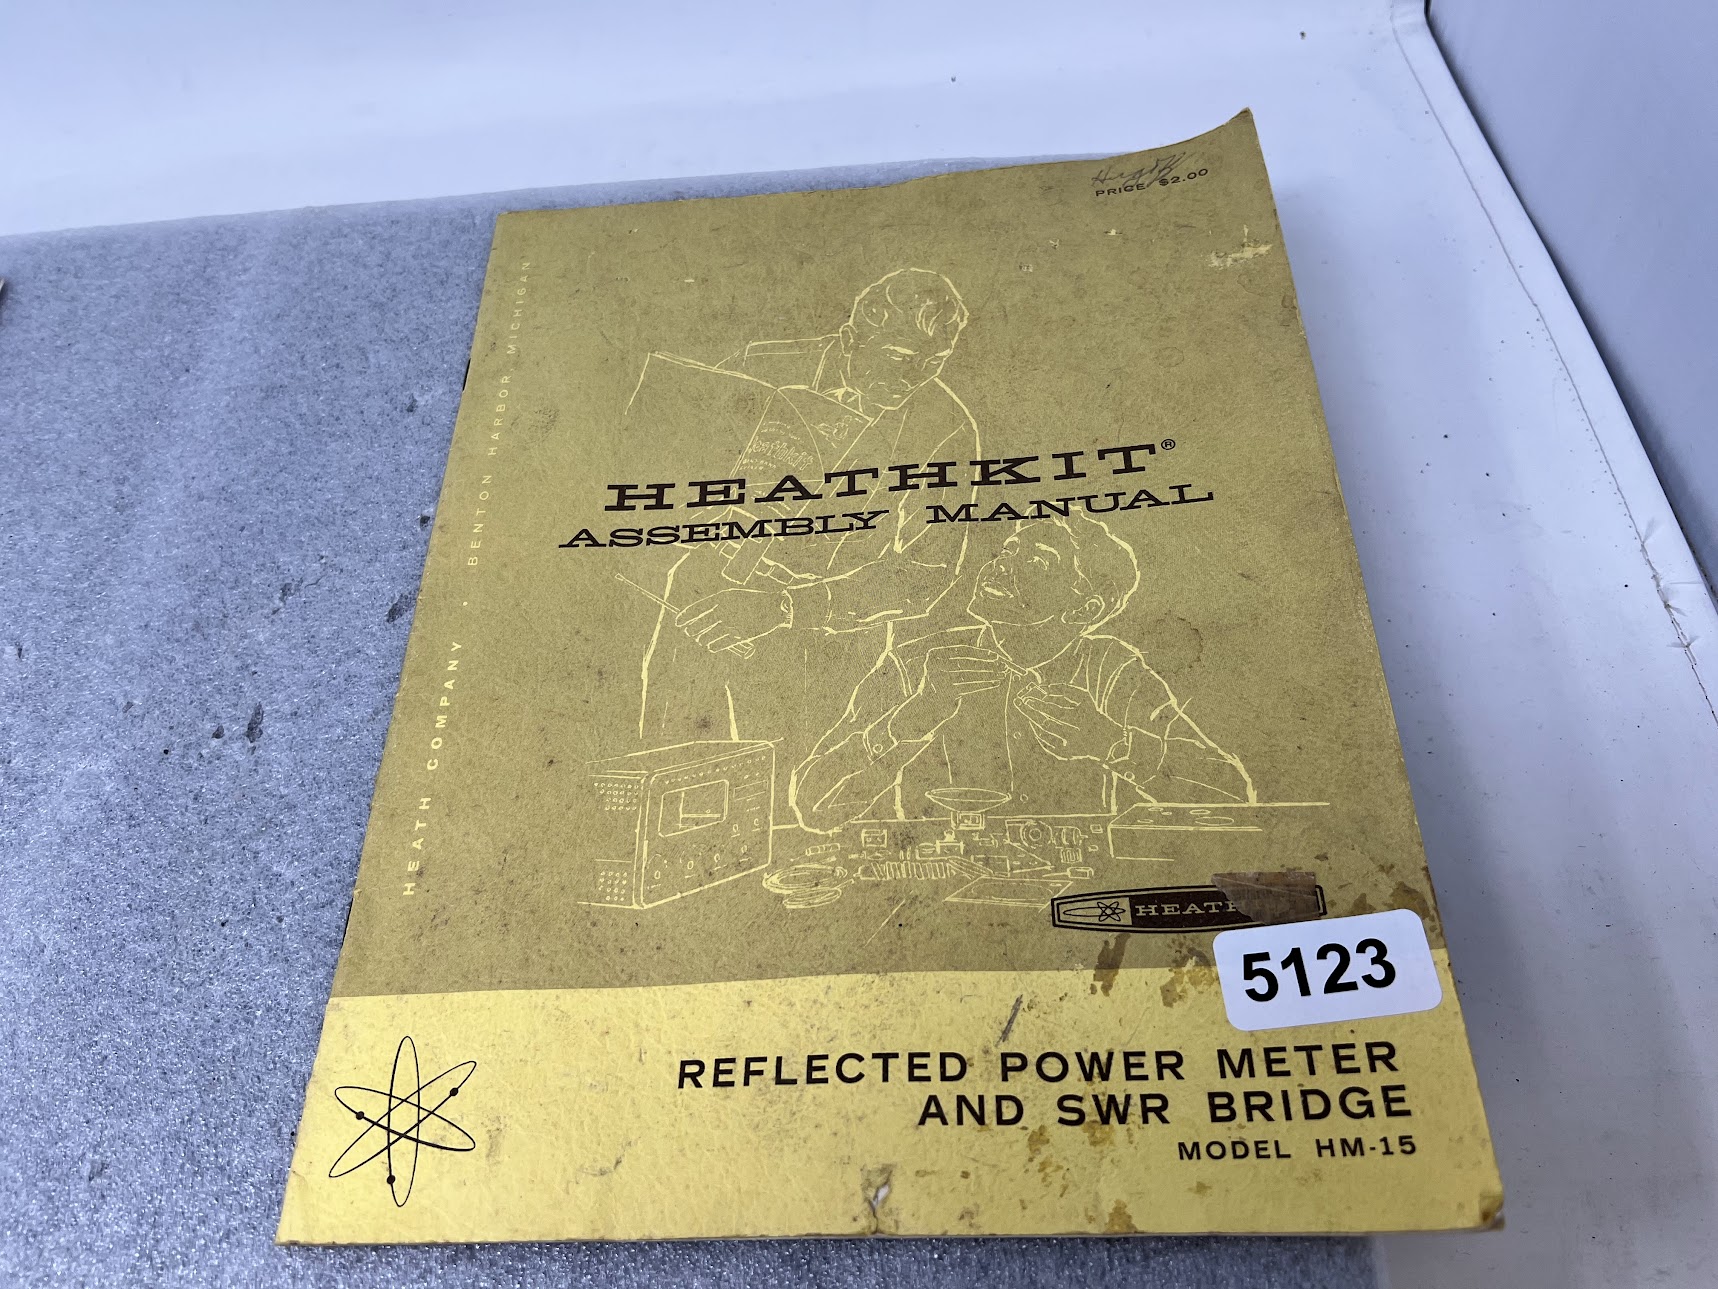 PRICE $2.00
HEATH COMPANY • BENTON HARBOR, MICHIGAN
HEATHKIT®
ASSEMBLY MANUAL
5123
REFLECTED POWER METER
AND SWR BRIDGE
MODEL HM-15